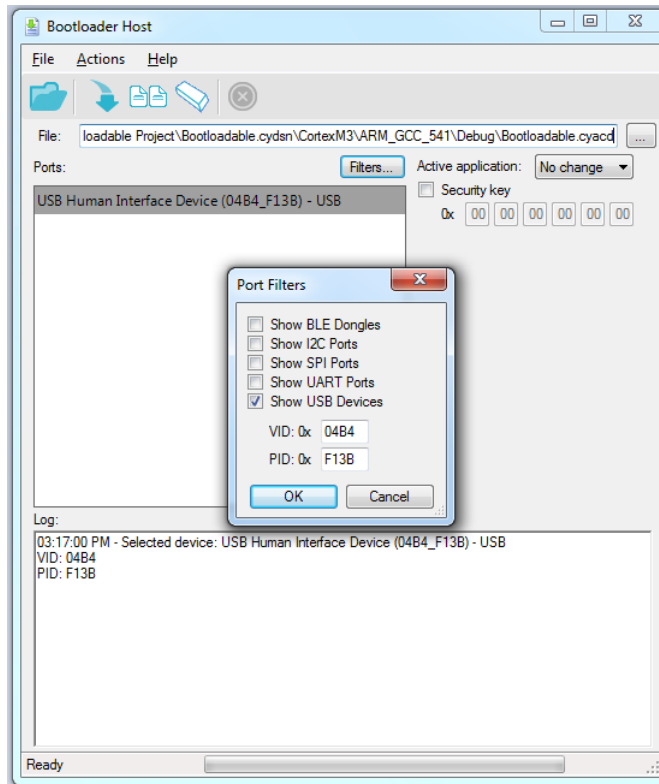 Bootloader Host
File Actions Help
File: loadable Project\Bootloadable.cydsn\CortexM3\ARM_GCC_541\Debug\Bootloadable.cyacd ...
Ports: Filters... Active application: No change
USB Human Interface Device (04B4_F13B) - USB
Security key
0x 00 00 00 00 00 00
Port Filters
Show BLE Dongles
Show I2C Ports
Show SPI Ports
Show UART Ports
Show USB Devices
VID: 0x 04B4
PID: 0x F13B
OK Cancel
Log:
03:17:00 PM - Selected device: USB Human Interface Device (04B4_F13B) - USB
VID: 04B4
PID: F13B
Ready